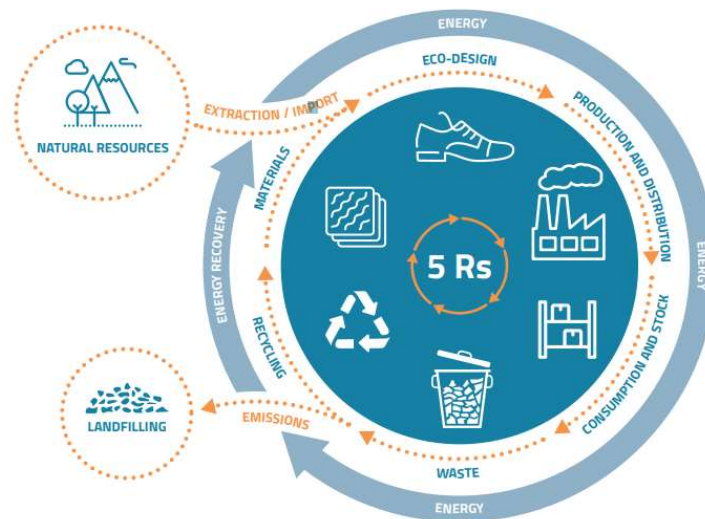 ENERGY
ECO-DESIGN
EXTRACTION / IMPORT
NATURAL RESOURCES
PRODUCTION AND DISTRIBUTION
MATERIALS
ENERGY RECOVERY
5 Rs
ENERGY
RECYCLING
CONSUMPTION AND STOCK
EMISSIONS
LANDFILLING
WASTE
ENERGY